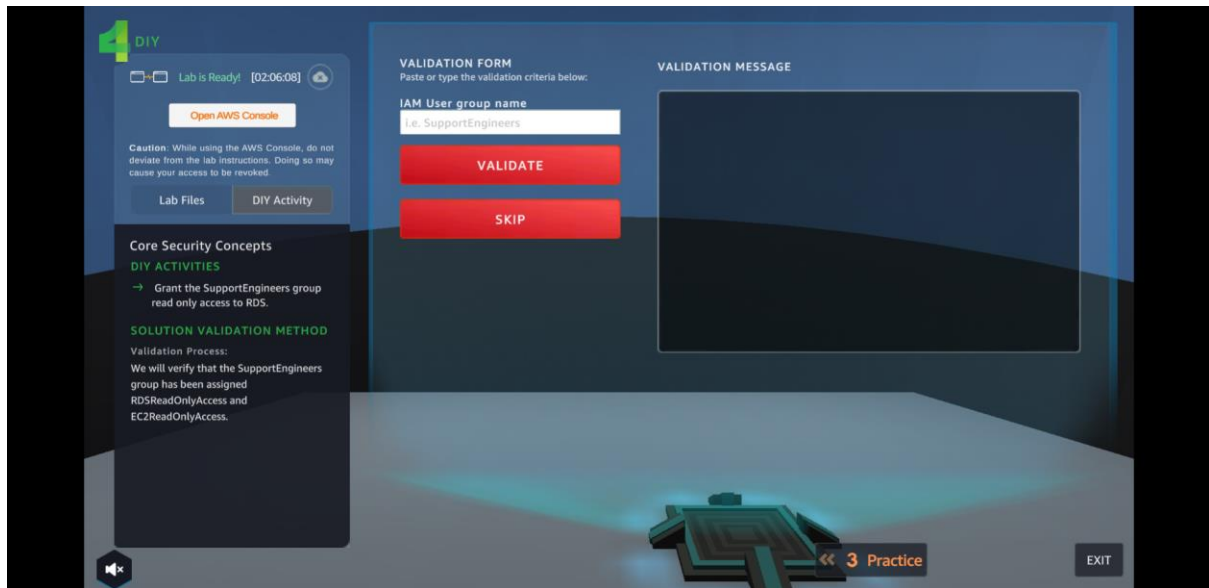 4 DIY
Lab is Ready! [02:06:08]
Open AWS Console
Caution: While using the AWS Console, do not
deviate from the lab instructions. Doing so may
cause your access to be revoked.
Lab Files DIY Activity
Core Security Concepts
DIY ACTIVITIES
→ Grant the SupportEngineers group
read only access to RDS.
SOLUTION VALIDATION METHOD
Validation Process:
We will verify that the SupportEngineers
group has been assigned
RDSReadOnlyAccess and
EC2ReadOnlyAccess.
VALIDATION FORM
Paste or type the validation criteria below:
IAM User group name
i.e. SupportEngineers
VALIDATE
SKIP
VALIDATION MESSAGE
« 3 Practice
EXIT